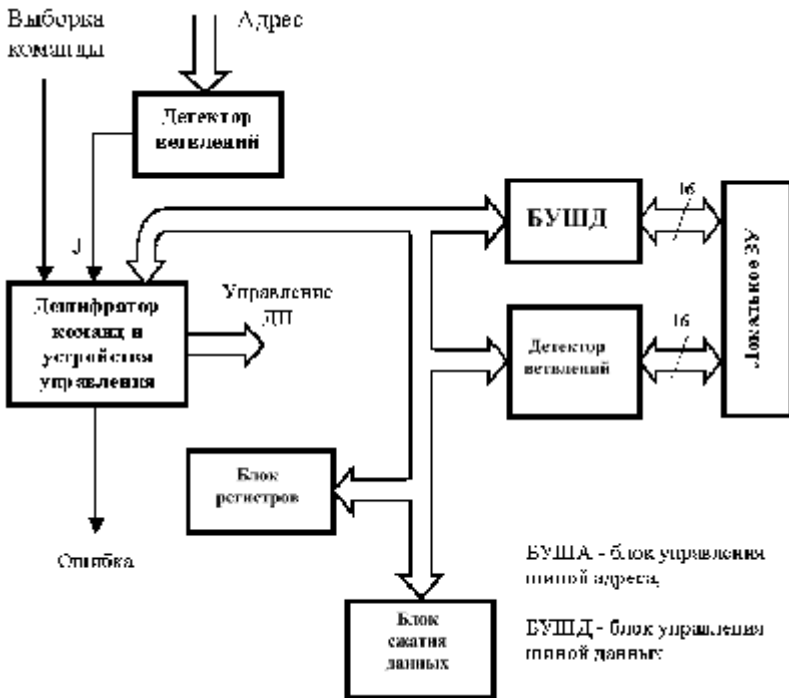 Выборка
команды
Адрес
Детектор
ветвлений
J
Дешифратор
команд и
устройства
управления
Управление
ДП
БУШД
16
Локальное ЗУ
Детектор
ветвлений
16
Блок
регистров
Ошибка
БУША - блок управления
шиной адреса,
БУШД - блок управления
шиной данных
Блок
сжатия
данных